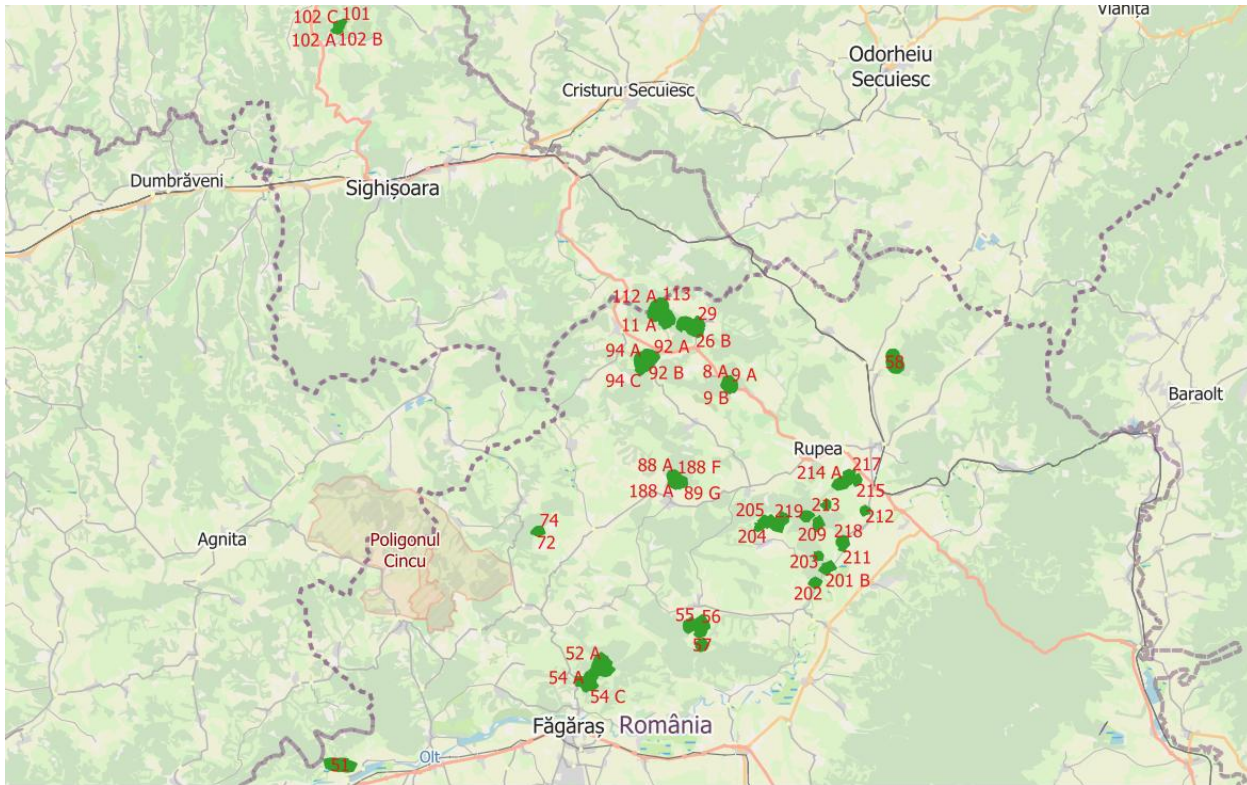 102 C 101
Vlăhița
102 A 102 B
Odorheiu
Secuiesc
Cristuru Secuiesc
Dumbrăveni
Sighișoara
112 A 113
29
11 A
26 B
94 A 92 A
94 C 92 B
8 A 9 A
9 B
58
Baraolt
Rupea
88 A 188 F
188 A 89 G
214 A 217
215
205 219 213
204 209 212
74
72
Agnita
Poligonul
Cincu
218
203 211
201 B
202
55 56
57
52 A
54 A
54 C
Făgăraș România
Olt
51